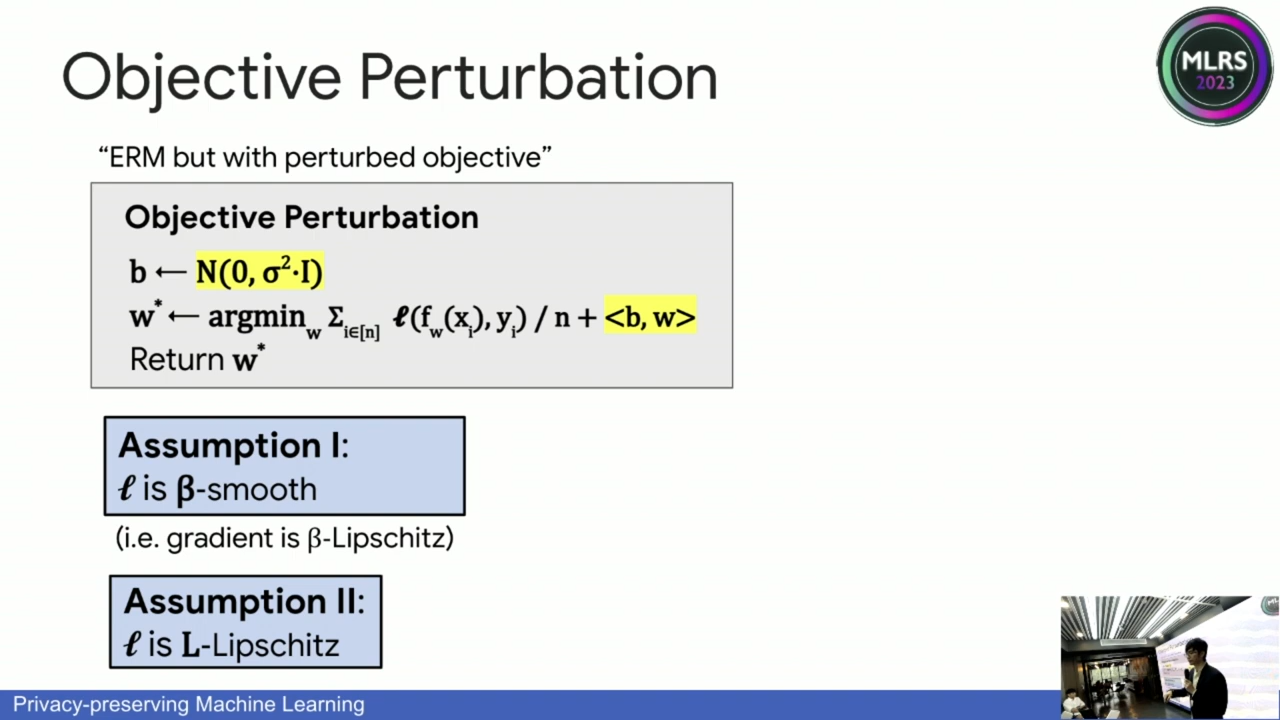 Objective Perturbation
MLRS
2023
“ERM but with perturbed objective”
Objective Perturbation
b ← N(0, σ²·I)
w* ← argmin_w Σ_{i∈[n]} ℓ(f_w(x_i), y_i) / n + <b, w>
Return w*
Assumption I:
ℓ is β-smooth
(i.e. gradient is β-Lipschitz)
Assumption II:
ℓ is L-Lipschitz
Privacy-preserving Machine Learning